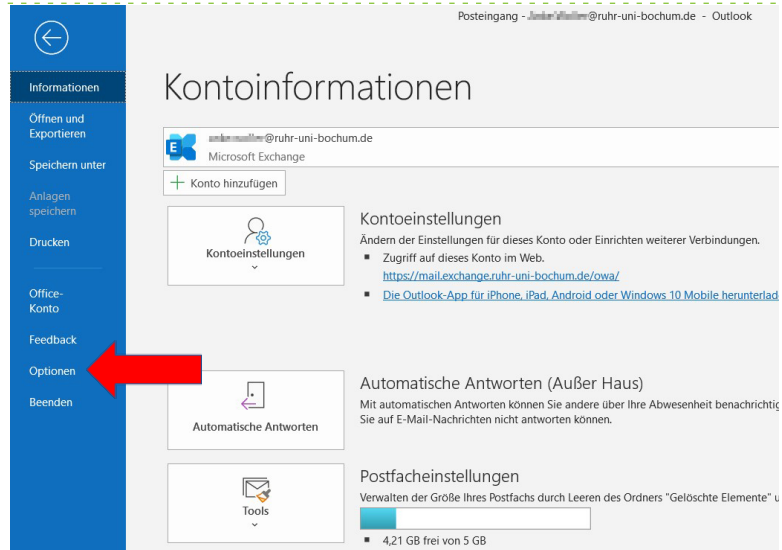 Posteingang - @ruhr-uni-bochum.de - Outlook
Informationen
Öffnen und
Exportieren
Speichern unter
Anlagen
speichern
Drucken
Office-
Konto
Feedback
Optionen
Beenden
Kontoinformationen
@ruhr-uni-bochum.de
Microsoft Exchange
Konto hinzufügen
Kontoeinstellungen
Kontoeinstellungen
Ändern der Einstellungen für dieses Konto oder Einrichten weiterer Verbindungen.
Zugriff auf dieses Konto im Web.
https://mail.exchange.ruhr-uni-bochum.de/owa/
Die Outlook-App für iPhone, iPad, Android oder Windows 10 Mobile herunterlad
Automatische Antworten
Automatische Antworten (Außer Haus)
Mit automatischen Antworten können Sie andere über Ihre Abwesenheit benachrichtig
Sie auf E-Mail-Nachrichten nicht antworten können.
Tools
Postfacheinstellungen
Verwalten der Größe Ihres Postfachs durch Leeren des Ordners "Gelöschte Elemente" u
4,21 GB frei von 5 GB